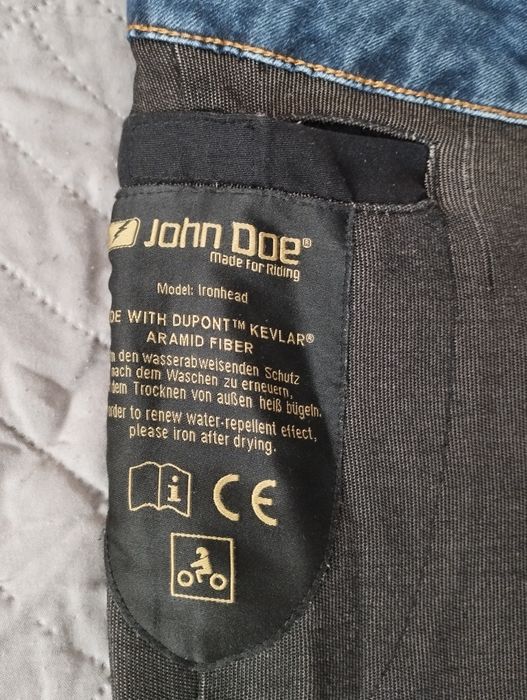 John Doe®
Made For Riding
Model: Ironhead
DE WITH DUPONT™ KEVLAR®
ARAMID FIBER
den wasserabweisenden Schutz
nach dem Waschen zu erneuern,
dem Trocknen von außen heiß bügeln.
order to renew water-repellent effect,
please iron after drying.
i CE